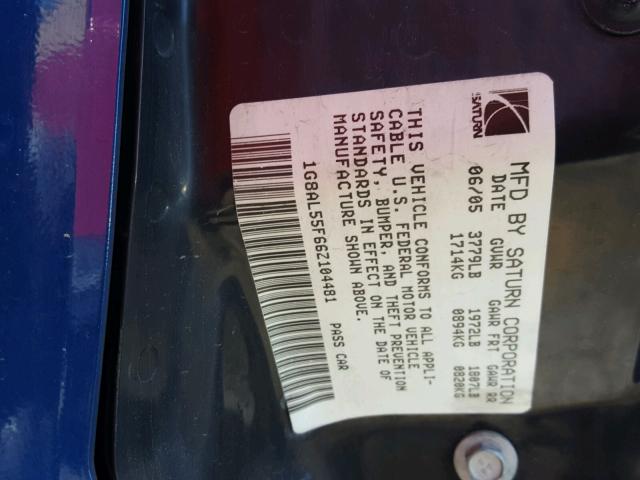 SATURN
MFD BY SATURN CORPORATION
DATE GVWR GAWR FRT GAWR RR
06/05 3779LB 1972LB 1807LB
1714KG 0894KG 0820KG
THIS VEHICLE CONFORMS TO ALL APPLI-
CABLE U.S. FEDERAL MOTOR VEHICLE
SAFETY, BUMPER, AND THEFT PREVENTION
STANDARDS IN EFFECT ON THE DATE OF
MANUFACTURE SHOWN ABOVE.
1G8AL55F66Z104481 PASS CAR